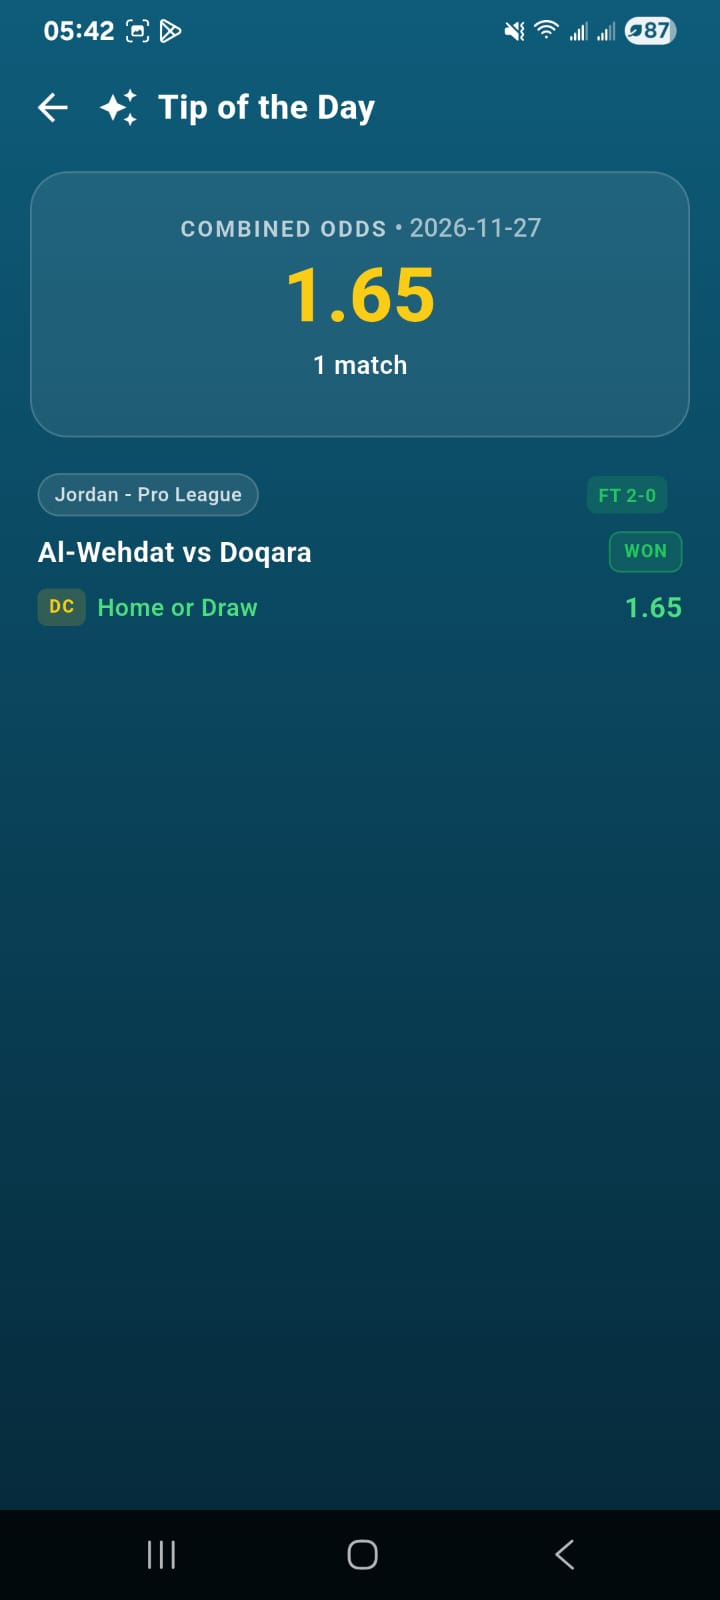 05:42 87
Tip of the Day
COMBINED ODDS • 2026-11-27
1.65
1 match
Jordan - Pro League FT 2-0
Al-Wehdat vs Doqara WON
DC Home or Draw 1.65